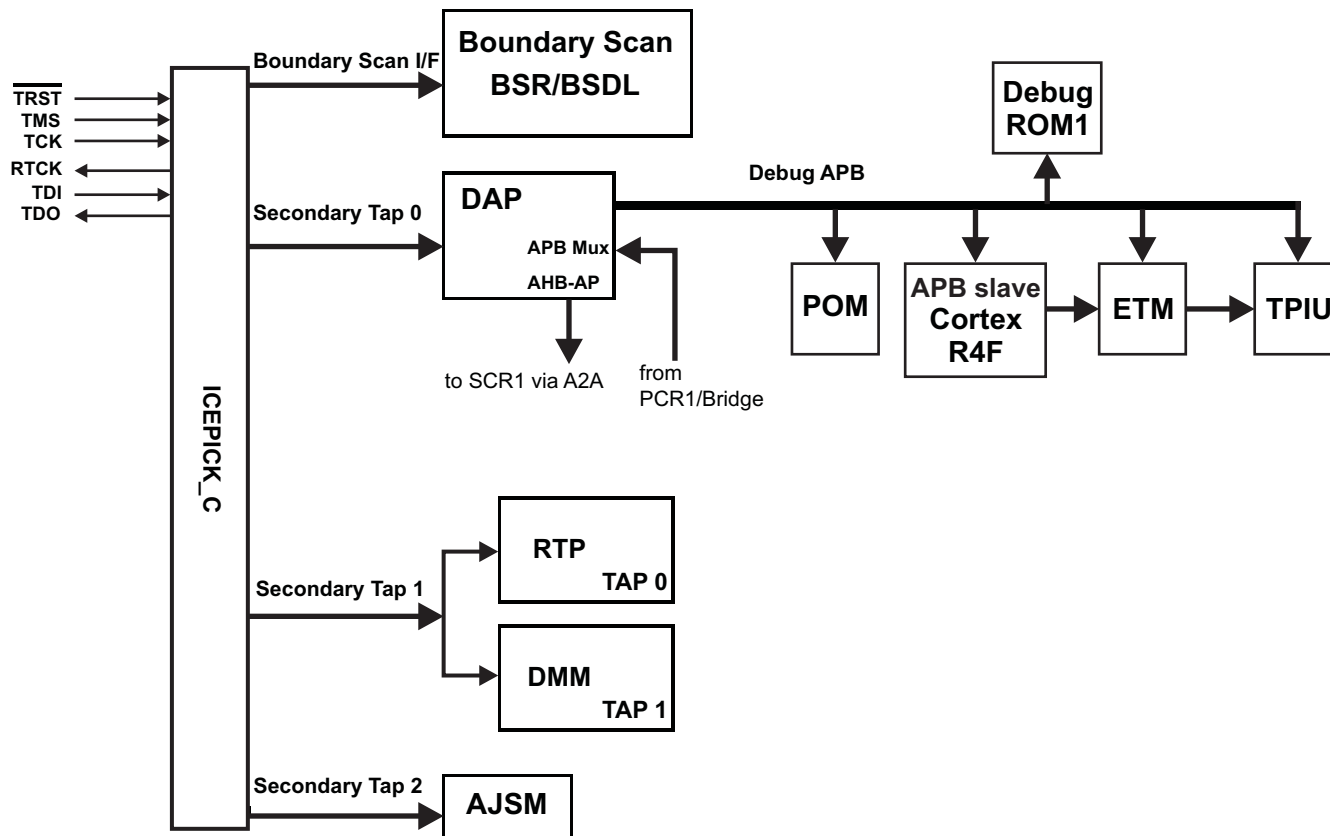 Boundary Scan I/F
Boundary Scan
BSR/BSDL
TRST
TMS
TCK
RTCK
TDI
TDO
ICEPICK_C
Secondary Tap 0
DAP
APB Mux
AHB-AP
to SCR1 via A2A
from
PCR1/Bridge
Debug APB
Debug
ROM1
POM
APB slave
Cortex
R4F
ETM
TPIU
Secondary Tap 1
RTP
TAP 0
DMM
TAP 1
Secondary Tap 2
AJSM